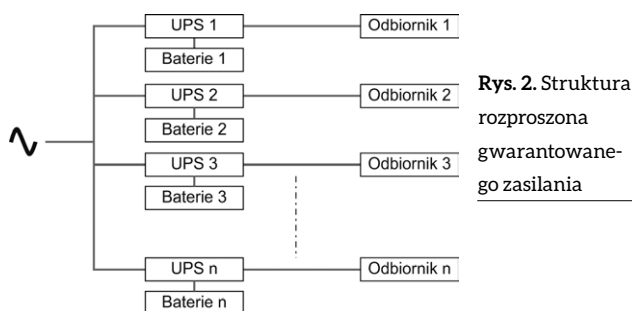 UPS 1
Odbiornik 1
Baterie 1
UPS 2
Odbiornik 2
Baterie 2
UPS 3
Odbiornik 3
Baterie 3
UPS n
Odbiornik n
Baterie n
Rys. 2. Struktura
rozproszona
gwarantowane-
go zasilania